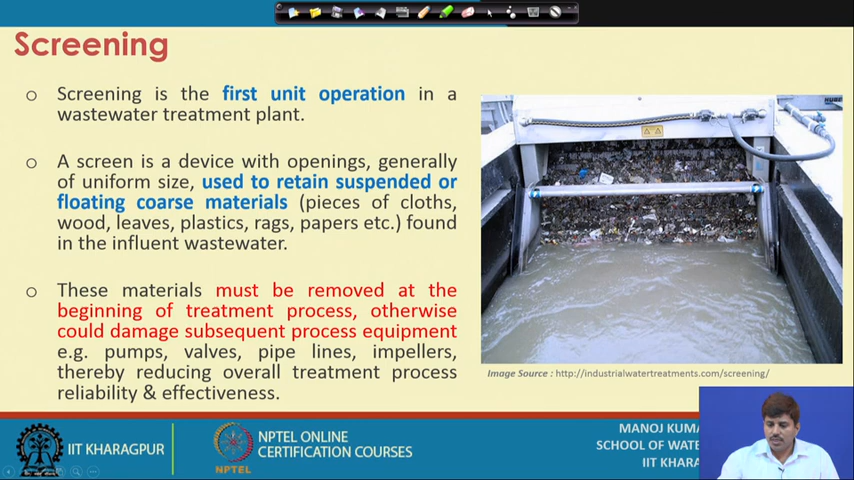 Screening
o Screening is the first unit operation in a
wastewater treatment plant.
o A screen is a device with openings, generally
of uniform size, used to retain suspended or
floating coarse materials (pieces of cloths,
wood, leaves, plastics, rags, papers etc.) found
in the influent wastewater.
o These materials must be removed at the
beginning of treatment process, otherwise
could damage subsequent process equipment
e.g. pumps, valves, pipe lines, impellers,
thereby reducing overall treatment process
reliability & effectiveness.
Image Source : http://industrialwatertreatments.com/screening/
IIT KHARAGPUR
NPTEL
NPTEL ONLINE
CERTIFICATION COURSES
MANOJ KUMA
SCHOOL OF WATE
IIT KHARA